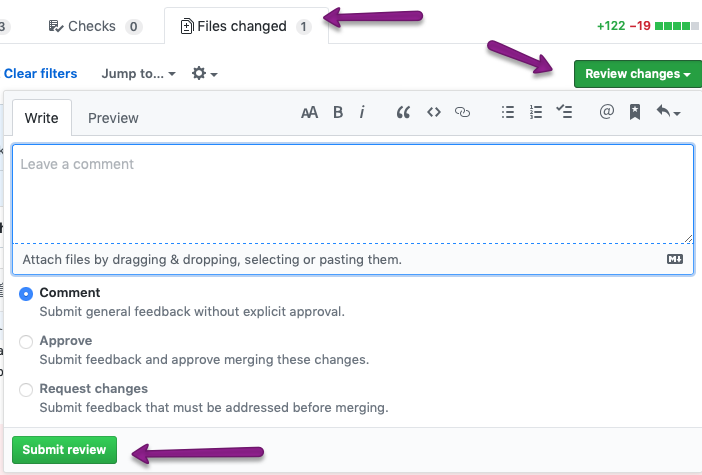 3 Checks 0 Files changed 1 +122 −19
Clear filters Jump to... Review changes
Write Preview AA B i
Leave a comment
Attach files by dragging & dropping, selecting or pasting them.
Comment
Submit general feedback without explicit approval.
Approve
Submit feedback and approve merging these changes.
Request changes
Submit feedback that must be addressed before merging.
Submit review